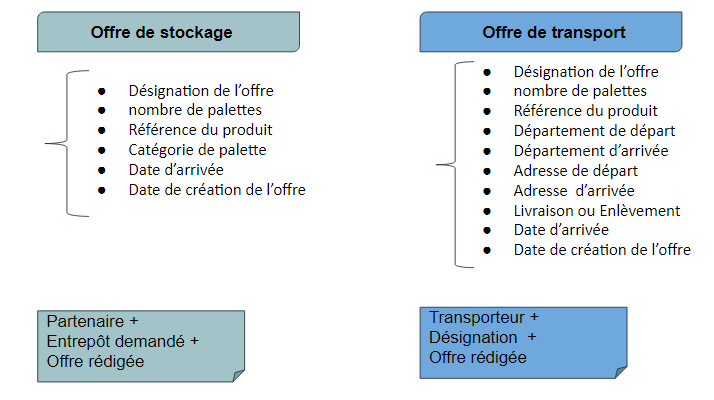 Offre de stockage
● Désignation de l’offre
● nombre de palettes
● Référence du produit
● Catégorie de palette
● Date d’arrivée
● Date de création de l’offre
Partenaire +
Entrepôt demandé +
Offre rédigée
Offre de transport
● Désignation de l’offre
● nombre de palettes
● Référence du produit
● Département de départ
● Département d’arrivée
● Adresse de départ
● Adresse d’arrivée
● Livraison ou Enlèvement
● Date d’arrivée
● Date de création de l’offre
Transporteur +
Désignation +
Offre rédigée